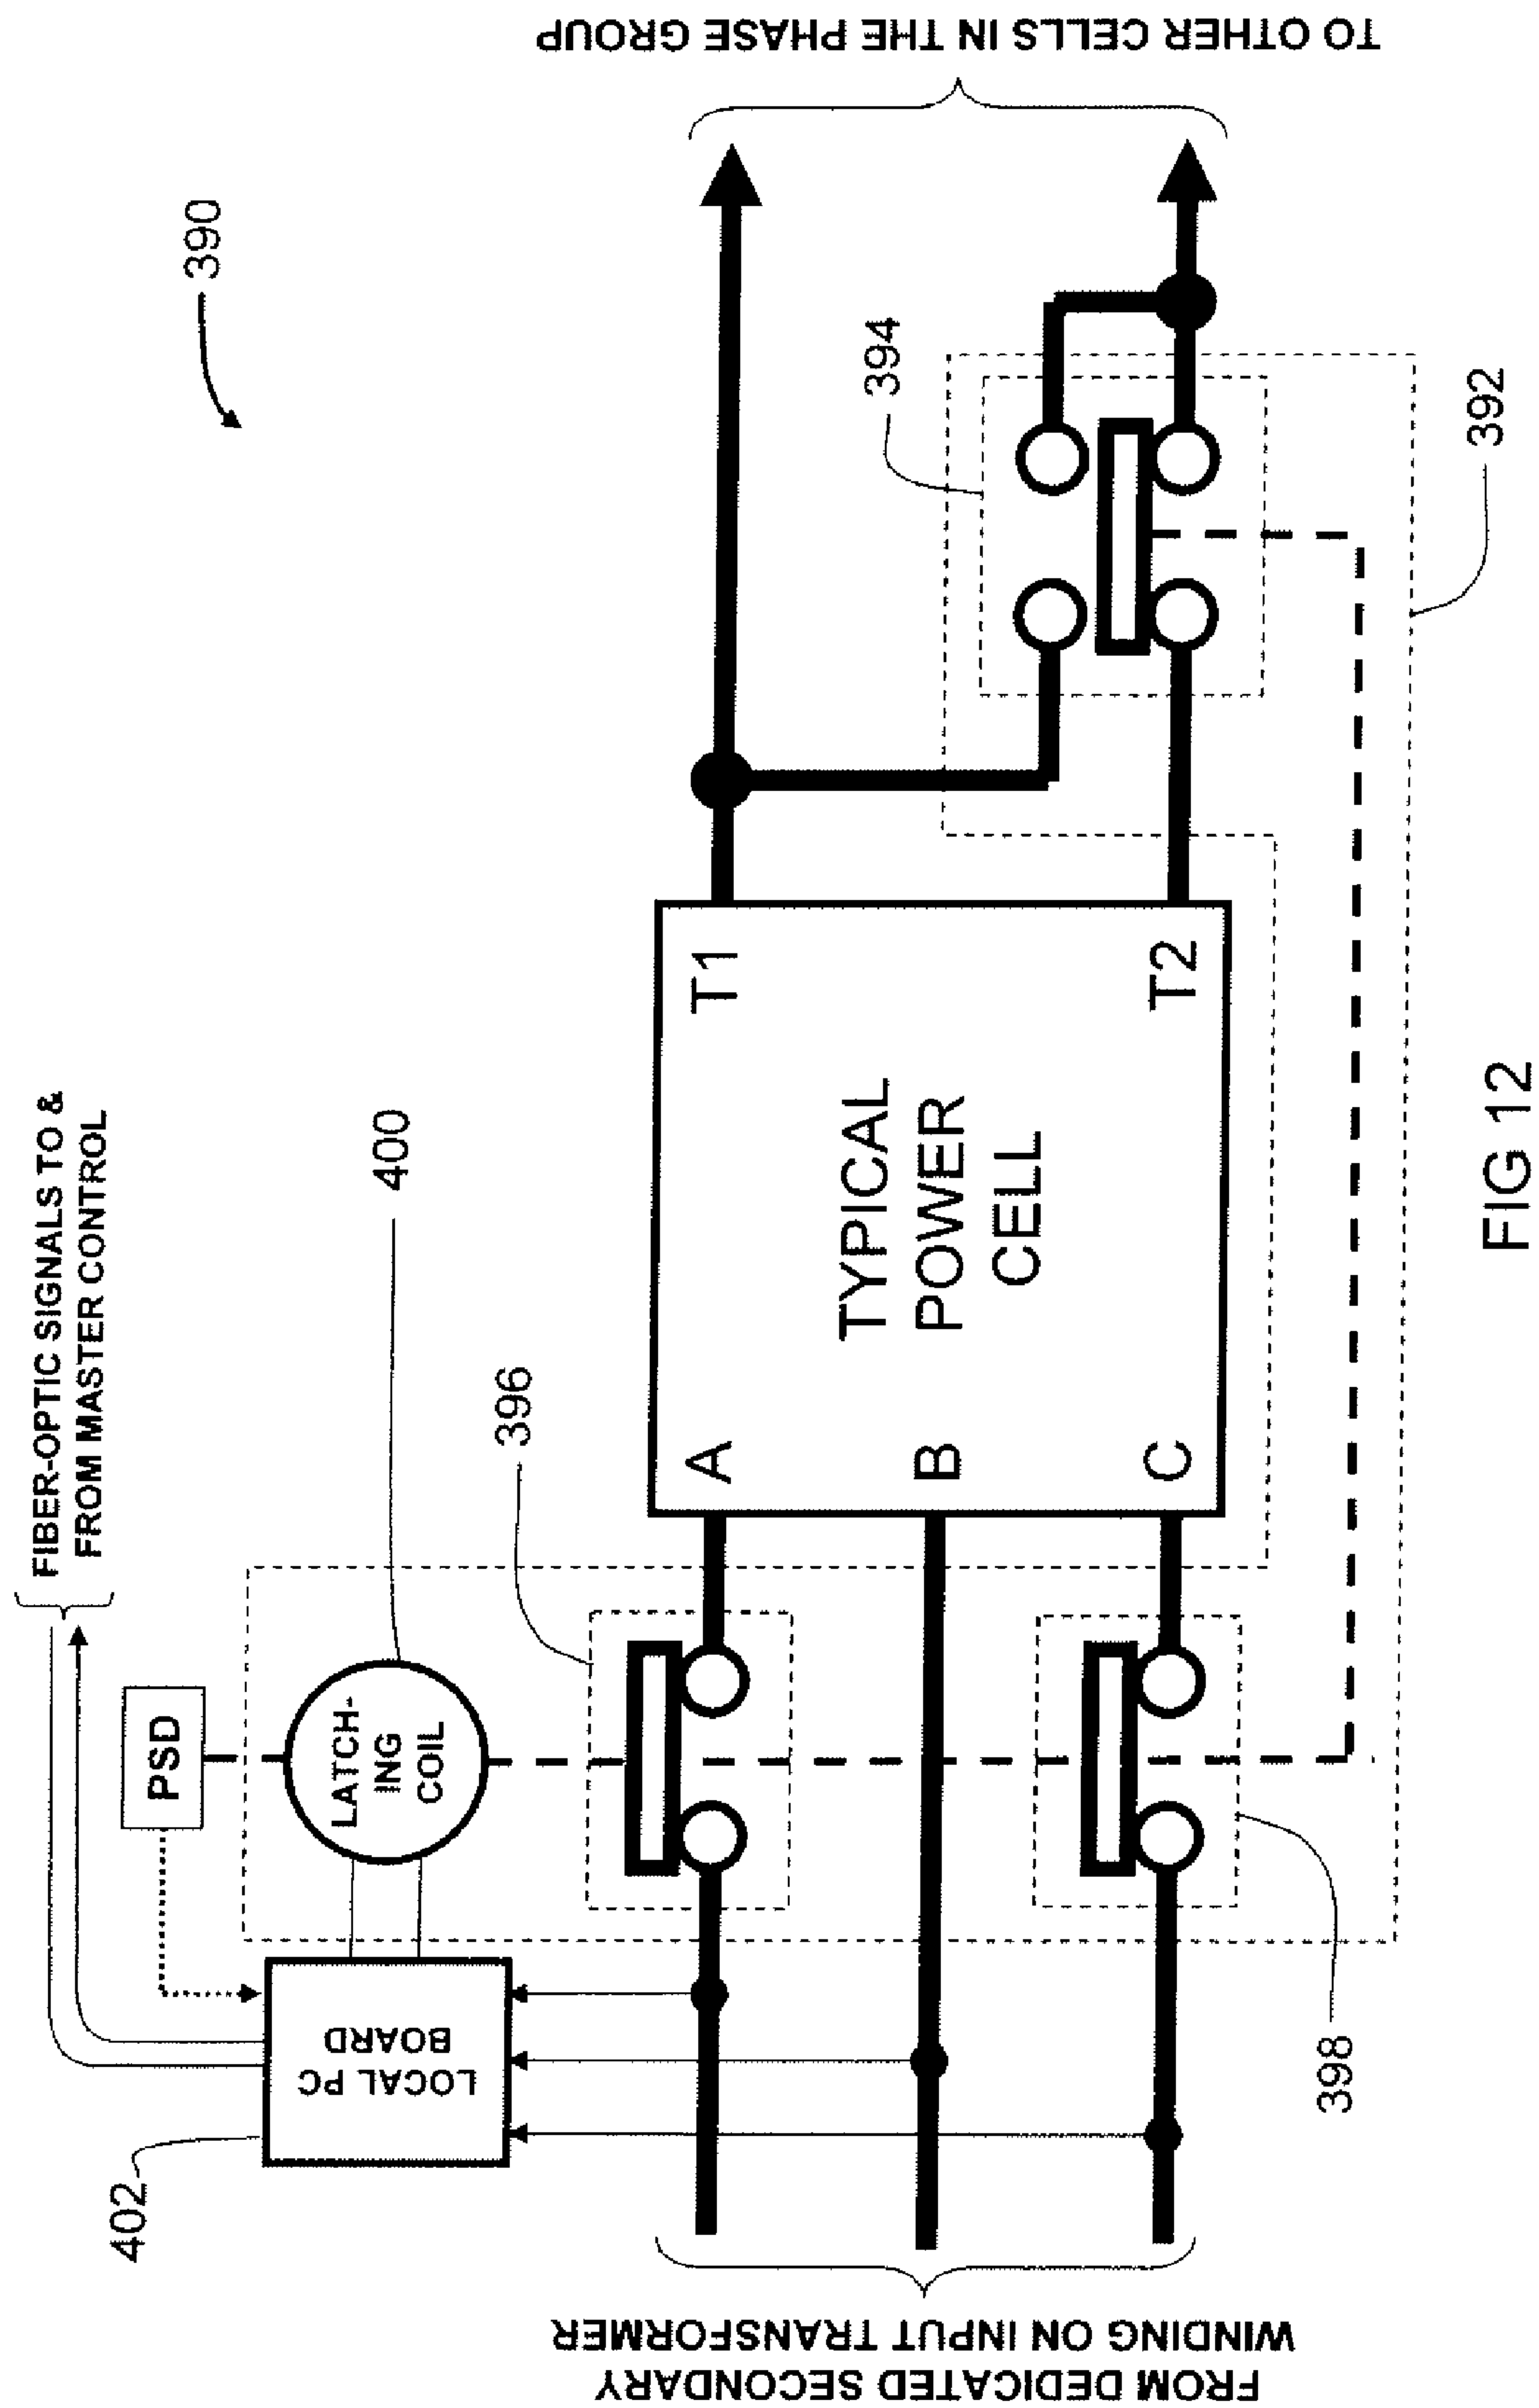 390
FIBER-OPTIC SIGNALS TO &
FROM MASTER CONTROL
PSD
LATCH-
ING
COIL
400
402
LOCAL PC
BOARD
396
394
398
392
A
B
C
TYPICAL
POWER
CELL
T1
T2
FROM DEDICATED SECONDARY
WINDING ON INPUT TRANSFORMER
TO OTHER CELLS IN THE PHASE GROUP
FIG 12